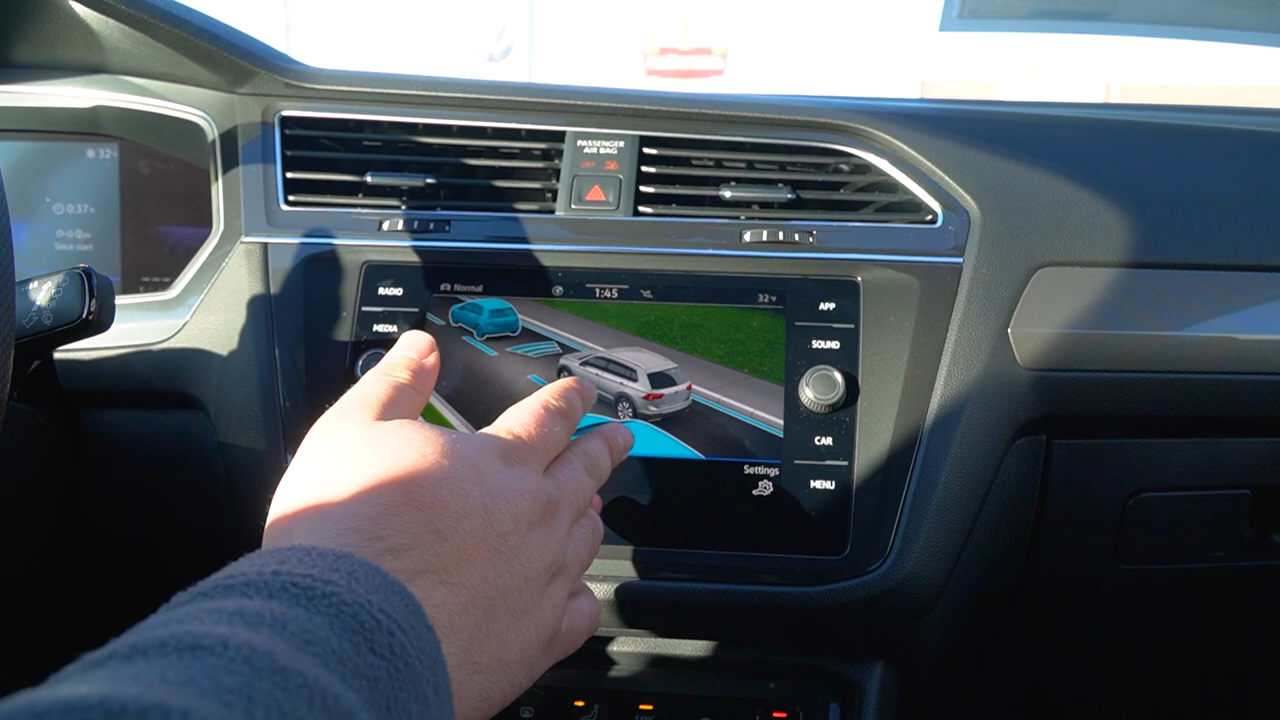 PASSENGER
AIR BAG
OFF
32
0:37 h
Since start
RADIO
MEDIA
Normal
1:45
32°F
APP
SOUND
CAR
MENU
Settings